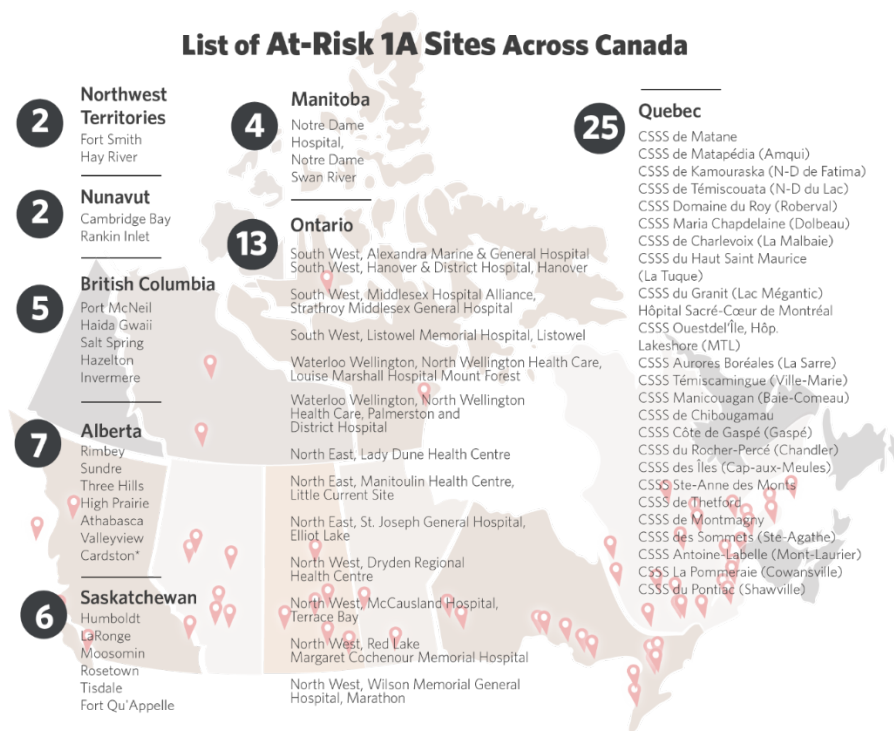 List of At-Risk 1A Sites Across Canada
2
Northwest
Territories
Fort Smith
Hay River
2
Nunavut
Cambridge Bay
Rankin Inlet
5
British Columbia
Port McNeil
Haida Gwaii
Salt Spring
Hazelton
Invermere
7
Alberta
Rimbey
Sundre
Three Hills
High Prairie
Athabasca
Valleyview
Cardston*
6
Saskatchewan
Humboldt
LaRonge
Moosomin
Rosetown
Tisdale
Fort Qu'Appelle
4
Manitoba
Notre Dame
Hospital,
Notre Dame
Swan River
13
Ontario
South West, Alexandra Marine & General Hospital
South West, Hanover & District Hospital, Hanover
South West, Middlesex Hospital Alliance,
Strathroy Middlesex General Hospital
South West, Listowel Memorial Hospital, Listowel
Waterloo Wellington, North Wellington Health Care,
Louise Marshall Hospital Mount Forest
Waterloo Wellington, North Wellington
Health Care, Palmerston and
District Hospital
North East, Lady Dune Health Centre
North East, Manitoulin Health Centre,
Little Current Site
North East, St. Joseph General Hospital,
Elliot Lake
North West, Dryden Regional
Health Centre
North West, McCausland Hospital,
Terrace Bay
North West, Red Lake
Margaret Cochenour Memorial Hospital
North West, Wilson Memorial General
Hospital, Marathon
25
Quebec
CSSS de Matane
CSSS de Matapédia (Amqui)
CSSS de Kamouraska (N-D de Fatima)
CSSS de Témiscouata (N-D du Lac)
CSSS Domaine du Roy (Roberval)
CSSS Maria Chapdelaine (Dolbeau)
CSSS de Charlevoix (La Malbaie)
CSSS du Haut Saint Maurice
(La Tuque)
CSSS du Granit (Lac Mégantic)
Hôpital Sacré-Cœur de Montréal
CSSS Ouestdel'Île, Hôp.
Lakeshore (MTL)
CSSS Aurores Boréales (La Sarre)
CSSS Témiscamingue (Ville-Marie)
CSSS Manicouagan (Baie-Comeau)
CSSS de Chibougamau
CSSS Côte de Gaspé (Gaspé)
CSSS du Rocher-Percé (Chandler)
CSSS des Îles (Cap-aux-Meules)
CSSS Ste-Anne des Monts
CSSS de Thetford
CSSS de Montmagny
CSSS des Sommets (Ste-Agathe)
CSSS Antoine-Labelle (Mont-Laurier)
CSSS La Pommeraie (Cowansville)
CSSS du Pontiac (Shawville)